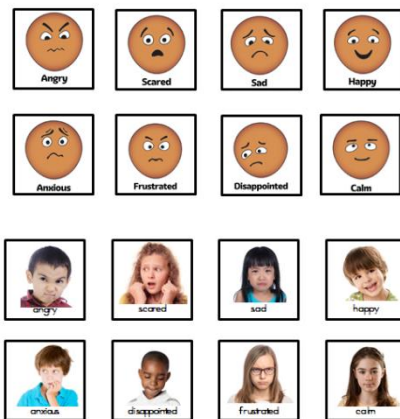 Angry Scared Sad Happy
Anxious Frustrated Disappointed Calm
angry scared sad happy
anxious disappointed frustrated calm